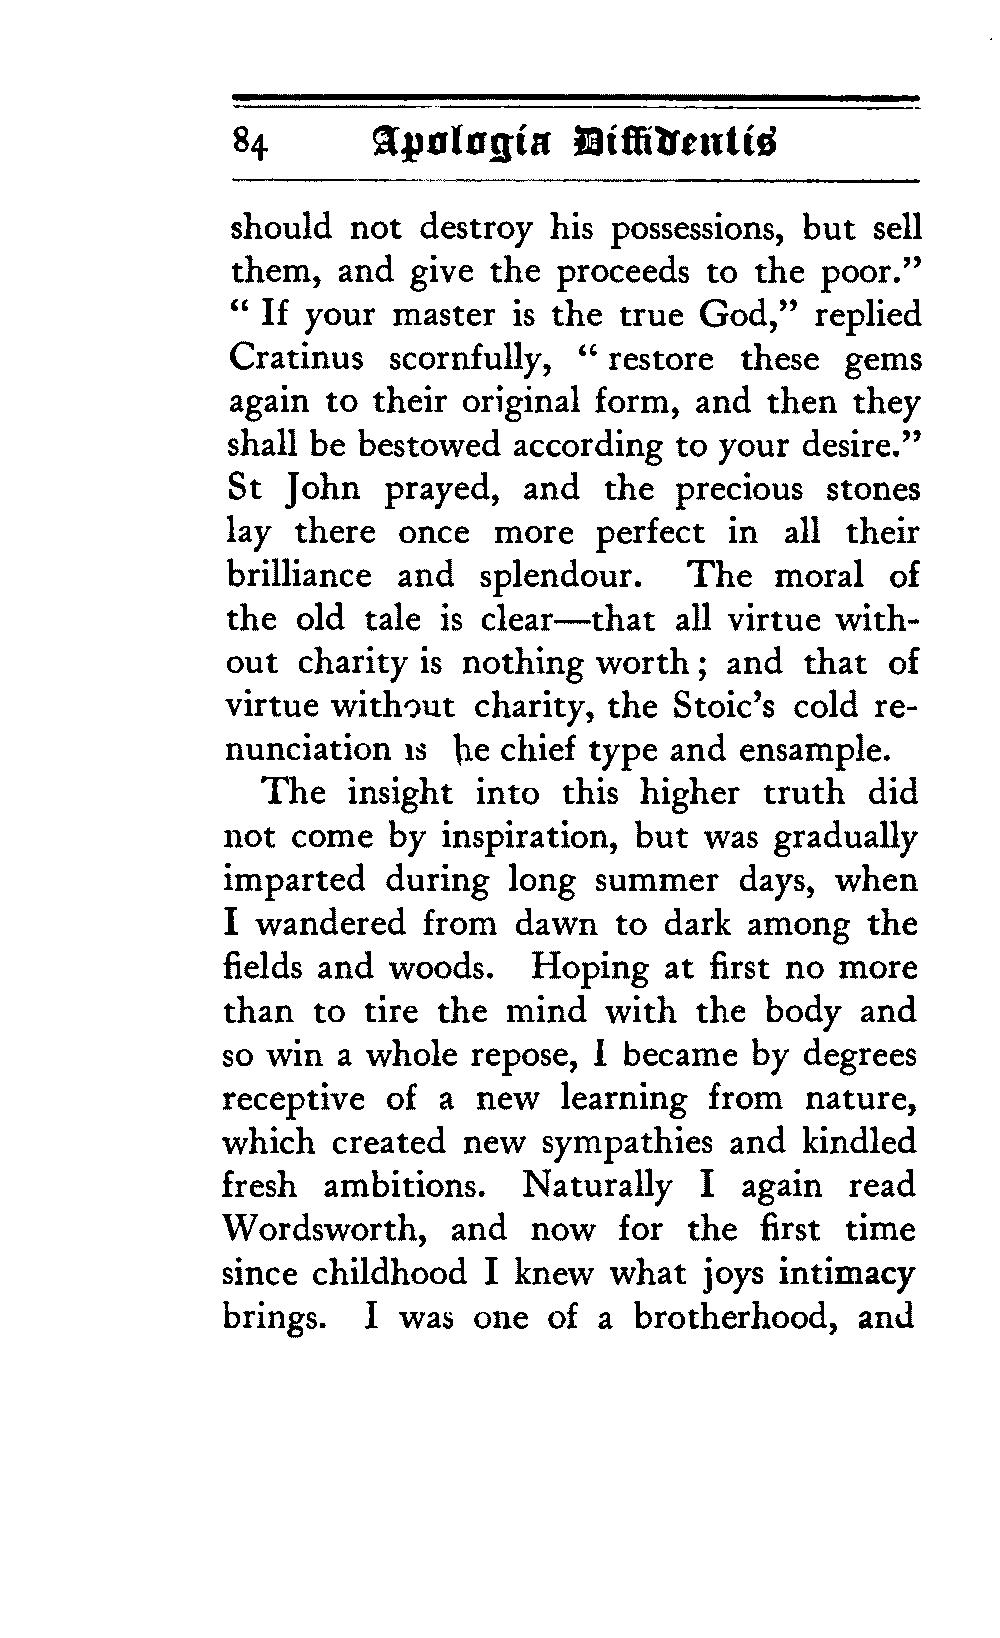 84 Apologia Diffidentis
should not destroy his possessions, but sell
them, and give the proceeds to the poor.”
“ If your master is the true God,” replied
Cratinus scornfully, “ restore these gems
again to their original form, and then they
shall be bestowed according to your desire.”
St John prayed, and the precious stones
lay there once more perfect in all their
brilliance and splendour. The moral of
the old tale is clear—that all virtue with-
out charity is nothing worth ; and that of
virtue without charity, the Stoic’s cold re-
nunciation is he chief type and ensample.
The insight into this higher truth did
not come by inspiration, but was gradually
imparted during long summer days, when
I wandered from dawn to dark among the
fields and woods. Hoping at first no more
than to tire the mind with the body and
so win a whole repose, I became by degrees
receptive of a new learning from nature,
which created new sympathies and kindled
fresh ambitions. Naturally I again read
Wordsworth, and now for the first time
since childhood I knew what joys intimacy
brings. I was one of a brotherhood, and